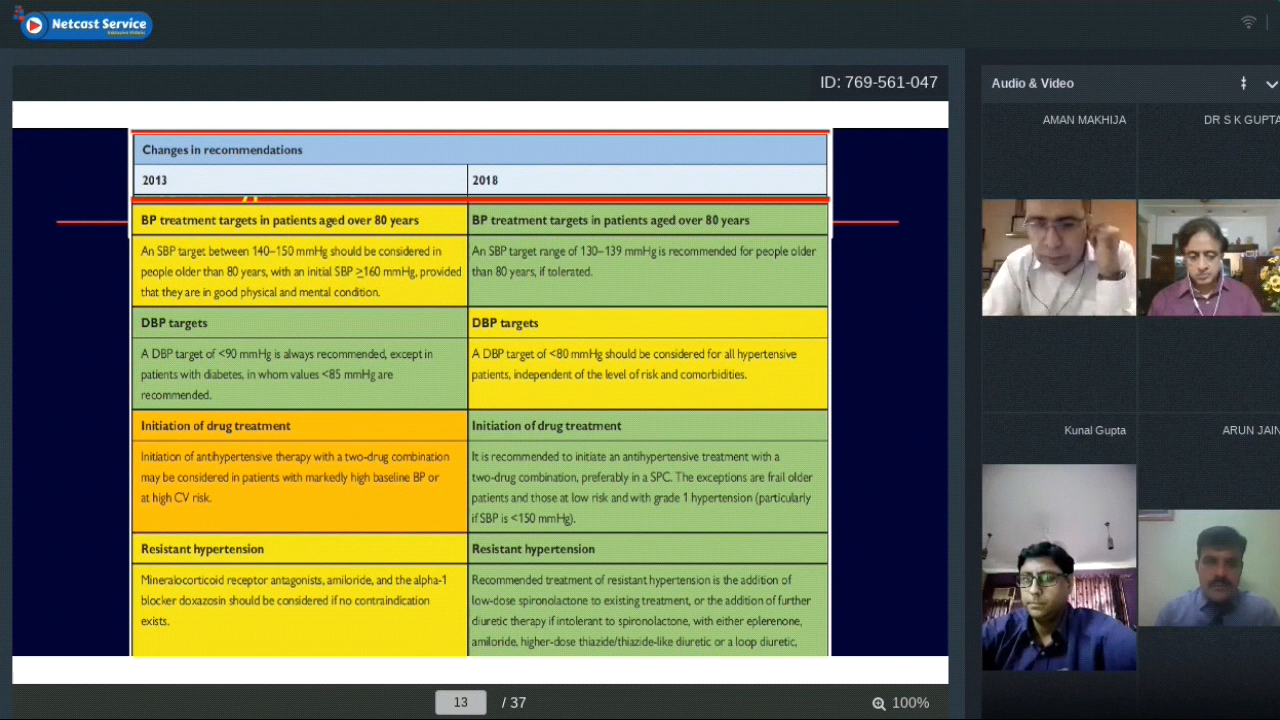 Netcast Service
ID: 769-561-047
Changes in recommendations
2013
2018
BP treatment targets in patients aged over 80 years
BP treatment targets in patients aged over 80 years
An SBP target between 140–150 mmHg should be considered in
people older than 80 years, with an initial SBP ≥160 mmHg, provided
that they are in good physical and mental condition.
An SBP target range of 130–139 mmHg is recommended for people older
than 80 years, if tolerated.
DBP targets
DBP targets
A DBP target of <90 mmHg is always recommended, except in
patients with diabetes, in whom values <85 mmHg are
recommended.
A DBP target of <80 mmHg should be considered for all hypertensive
patients, independent of the level of risk and comorbidities.
Initiation of drug treatment
Initiation of drug treatment
Initiation of antihypertensive therapy with a two-drug combination
may be considered in patients with markedly high baseline BP or
at high CV risk.
It is recommended to initiate an antihypertensive treatment with a
two-drug combination, preferably in a SPC. The exceptions are frail older
patients and those at low risk and with grade 1 hypertension (particularly
if SBP is <150 mmHg).
Resistant hypertension
Resistant hypertension
Mineralocorticoid receptor antagonists, amiloride, and the alpha-1
blocker doxazosin should be considered if no contraindication
exists.
Recommended treatment of resistant hypertension is the addition of
low-dose spironolactone to existing treatment, or the addition of further
diuretic therapy if intolerant to spironolactone, with either eplerenone,
amiloride, higher-dose thiazide/thiazide-like diuretic or a loop diuretic,
13 / 37
100%
Audio & Video
AMAN MAKHIJA
DR S K GUPTA
Kunal Gupta
ARUN JAIN